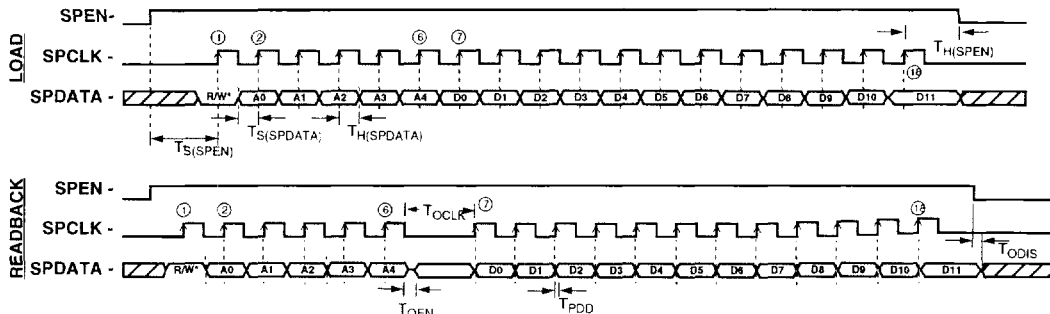 LOAD
SPEN-
SPCLK-
① ② ⑥ ⑦ ⑱
SPDATA-
R/W* A0 A1 A2 A3 A4 D0 D1 D2 D3 D4 D5 D6 D7 D8 D9 D10 D11
TH(SPEN)
TS(SPDATA)
TH(SPDATA)
TS(SPEN)
READBACK
SPEN-
SPCLK-
① ② ⑥ TOCLK ⑦ ⑱
SPDATA-
R/W* A0 A1 A2 A3 A4 D0 D1 D2 D3 D4 D5 D6 D7 D8 D9 D10 D11
TODIS
TOEN
TPDD